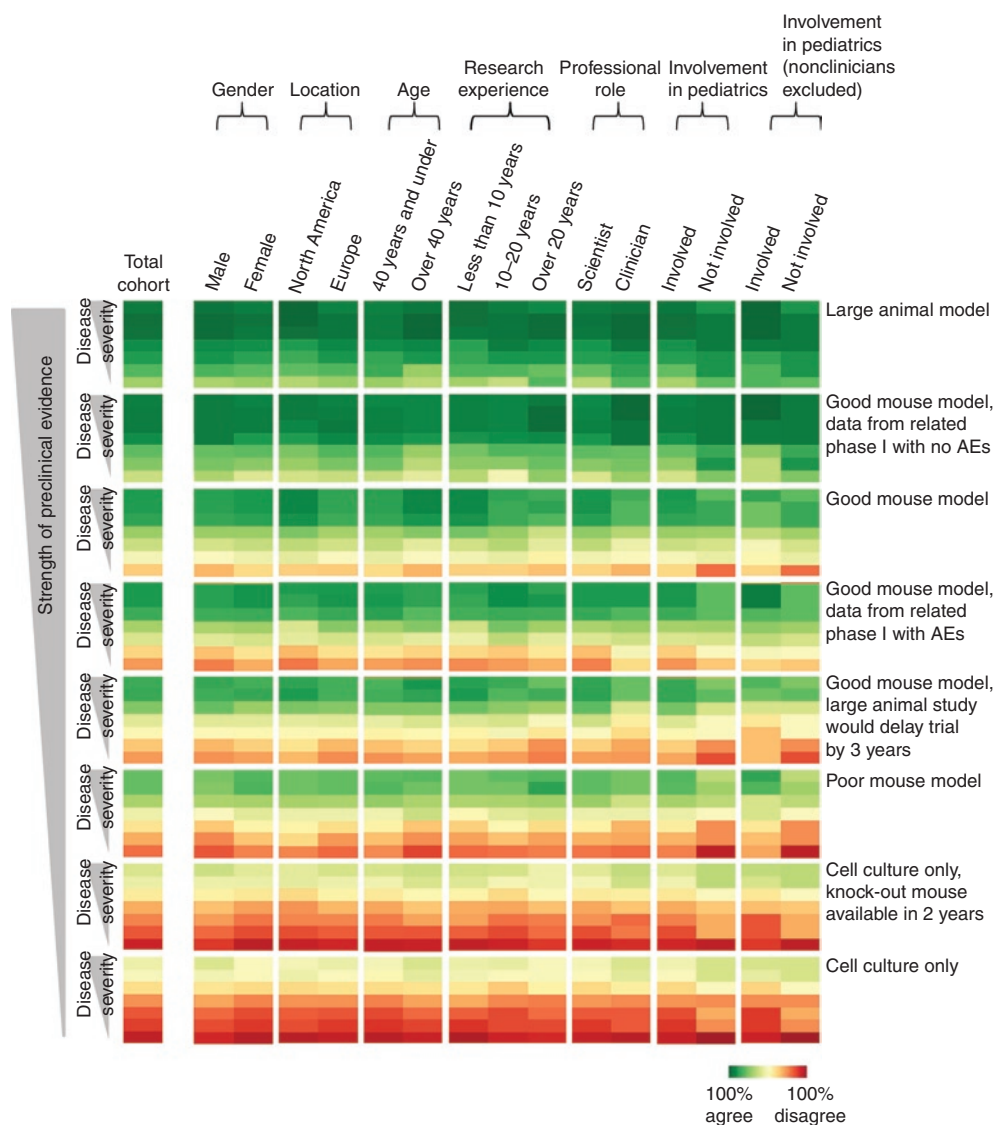 Involvement
in pediatrics
(nonclinicians
excluded)
Gender
Location
Age
Research
experience
Professional
role
Involvement
in pediatrics
Total
cohort
Male
Female
North America
Europe
40 years and under
Over 40 years
Less than 10 years
10–20 years
Over 20 years
Scientist
Clinician
Involved
Not involved
Involved
Not involved
Strength of preclinical evidence
Disease
severity
Large animal model
Disease
severity
Good mouse model,
data from related
phase I with no AEs
Disease
severity
Good mouse model
Disease
severity
Good mouse model,
data from related
phase I with AEs
Disease
severity
Good mouse model,
large animal study
would delay trial
by 3 years
Disease
severity
Poor mouse model
Disease
severity
Cell culture only,
knock-out mouse
available in 2 years
Disease
severity
Cell culture only
100%
agree
100%
disagree